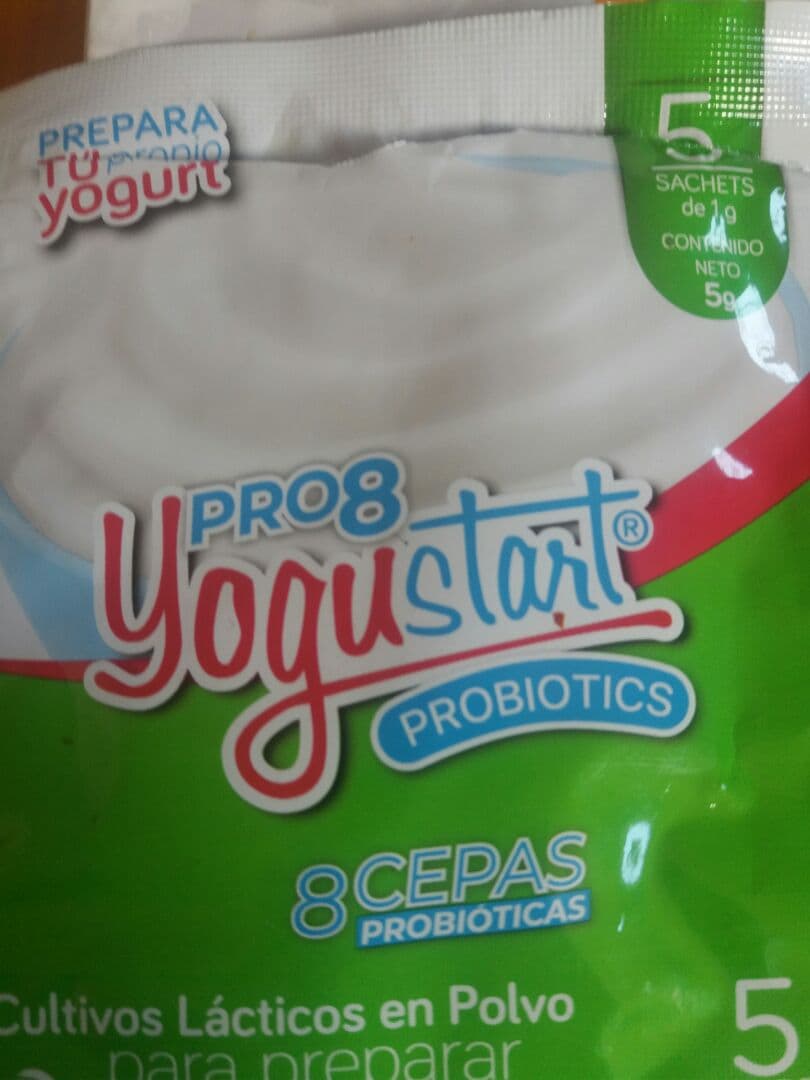 PREPARA
TÚ propio
yogurt
5
SACHETS
de 1g
CONTENIDO
NETO
5g
PRO8
Yogustart®
PROBIOTICS
8 CEPAS
PROBIÓTICAS
Cultivos Lácticos en Polvo
para preparar
5